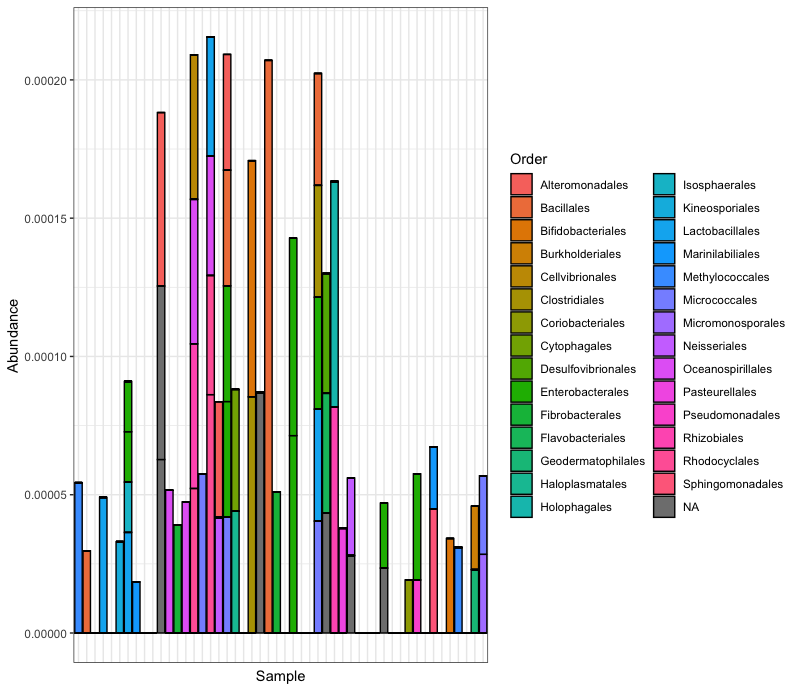 0.00020
0.00015
0.00010
0.00005
0.00000
Abundance
Sample
Order
Alteromonadales
Bacillales
Bifidobacteriales
Burkholderiales
Cellvibrionales
Clostridiales
Coriobacteriales
Cytophagales
Desulfovibrionales
Enterobacterales
Fibrobacterales
Flavobacteriales
Geodermatophilales
Haloplasmatales
Holophagales
Isosphaerales
Kineosporiales
Lactobacillales
Marinilabiliales
Methylococcales
Micrococcales
Micromonosporales
Neisseriales
Oceanospirillales
Pasteurellales
Pseudomonadales
Rhizobiales
Rhodocyclales
Sphingomonadales
NA